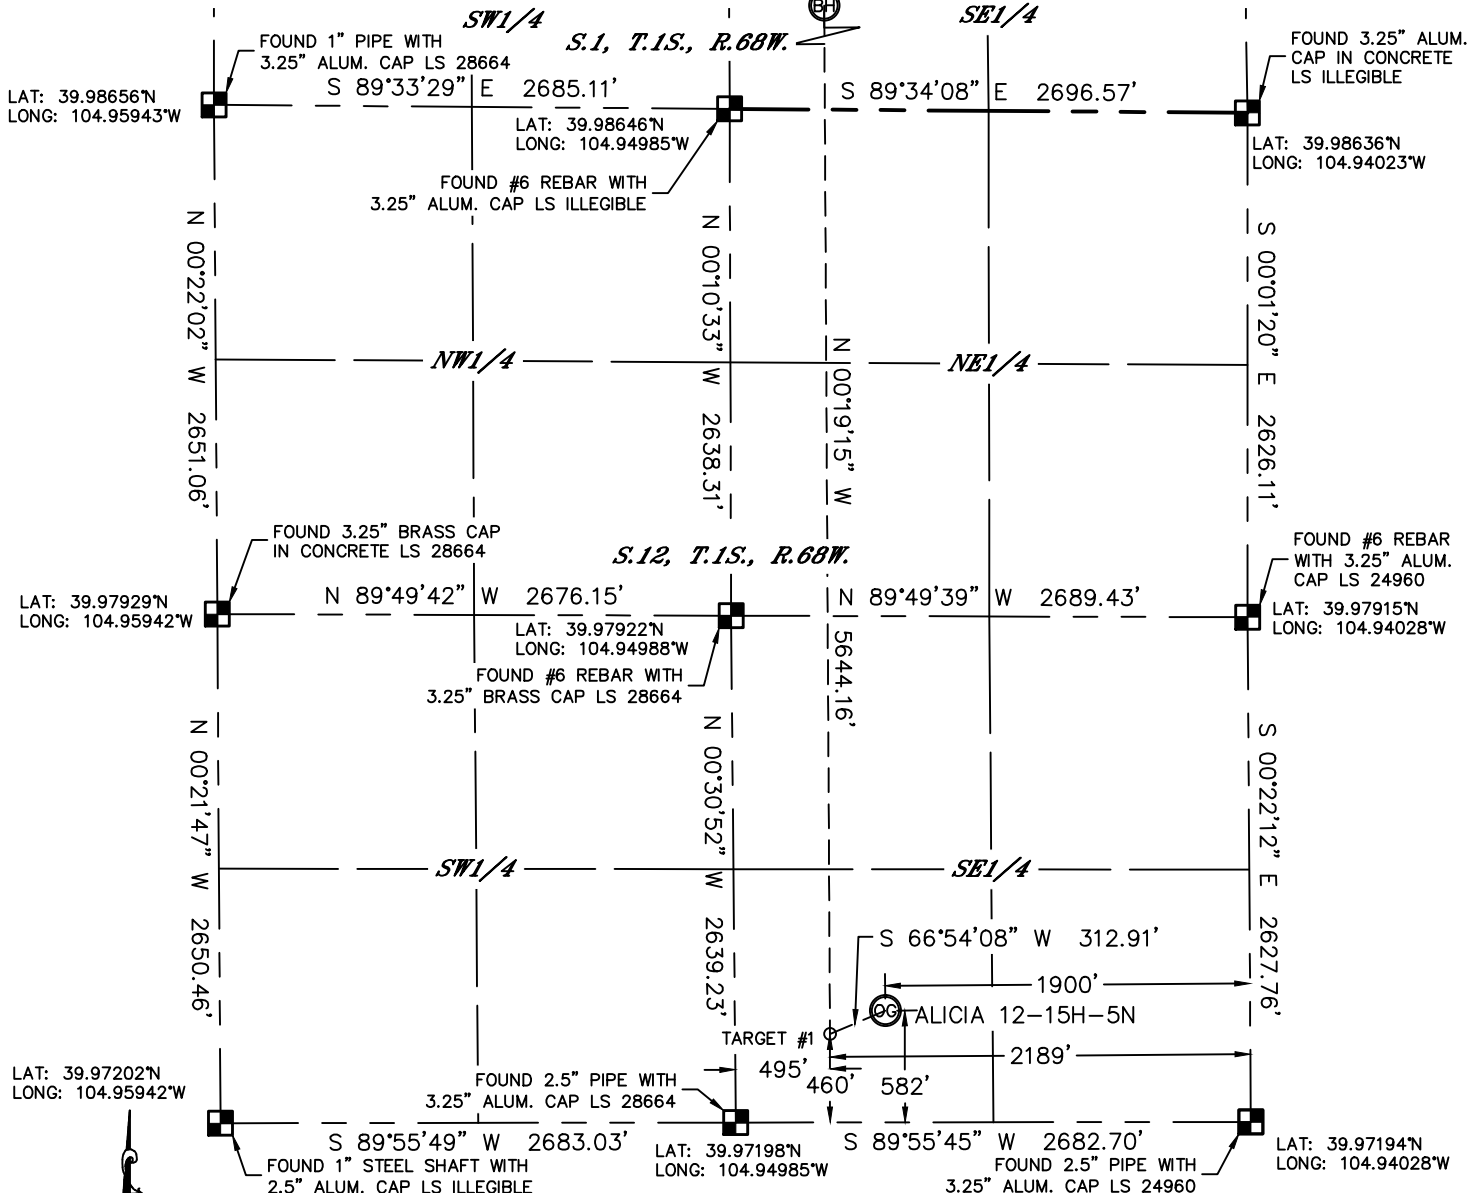 SW1/4
BH
SE1/4
S.1, T.1S., R.68W.
FOUND 1" PIPE WITH
3.25" ALUM. CAP LS 28664
FOUND 3.25" ALUM.
CAP IN CONCRETE
LS ILLEGIBLE
S 89°33'29" E 2685.11'
S 89°34'08" E 2696.57'
LAT: 39.98656°N
LONG: 104.95943°W
LAT: 39.98646°N
LONG: 104.94985°W
LAT: 39.98636°N
LONG: 104.94023°W
FOUND #6 REBAR WITH
3.25" ALUM. CAP LS ILLEGIBLE
N 00°22'02" W 2651.06'
N 00°10'33" W 2638.31'
N 00°19'15" W 5644.16'
S 00°01'20" E 2626.11'
NW1/4
NE1/4
FOUND 3.25" BRASS CAP
IN CONCRETE LS 28664
S.12, T.1S., R.68W.
FOUND #6 REBAR
WITH 3.25" ALUM.
CAP LS 24960
N 89°49'42" W 2676.15'
N 89°49'39" W 2689.43'
LAT: 39.97929°N
LONG: 104.95942°W
LAT: 39.97922°N
LONG: 104.94988°W
LAT: 39.97915°N
LONG: 104.94028°W
FOUND #6 REBAR WITH
3.25" BRASS CAP LS 28664
N 00°21'47" W 2650.46'
N 00°30'52" W 2639.23'
S 00°22'12" E 2627.76'
SW1/4
SE1/4
S 66°54'08" W 312.91'
1900'
OG
ALICIA 12-15H-5N
TARGET #1
2189'
495'
460'
582'
LAT: 39.97202°N
LONG: 104.95942°W
FOUND 2.5" PIPE WITH
3.25" ALUM. CAP LS 28664
S 89°55'49" W 2683.03'
S 89°55'45" W 2682.70'
LAT: 39.97198°N
LONG: 104.94985°W
LAT: 39.97194°N
LONG: 104.94028°W
FOUND 1" STEEL SHAFT WITH
2.5" ALUM. CAP LS ILLEGIBLE
FOUND 2.5" PIPE WITH
3.25" ALUM. CAP LS 24960